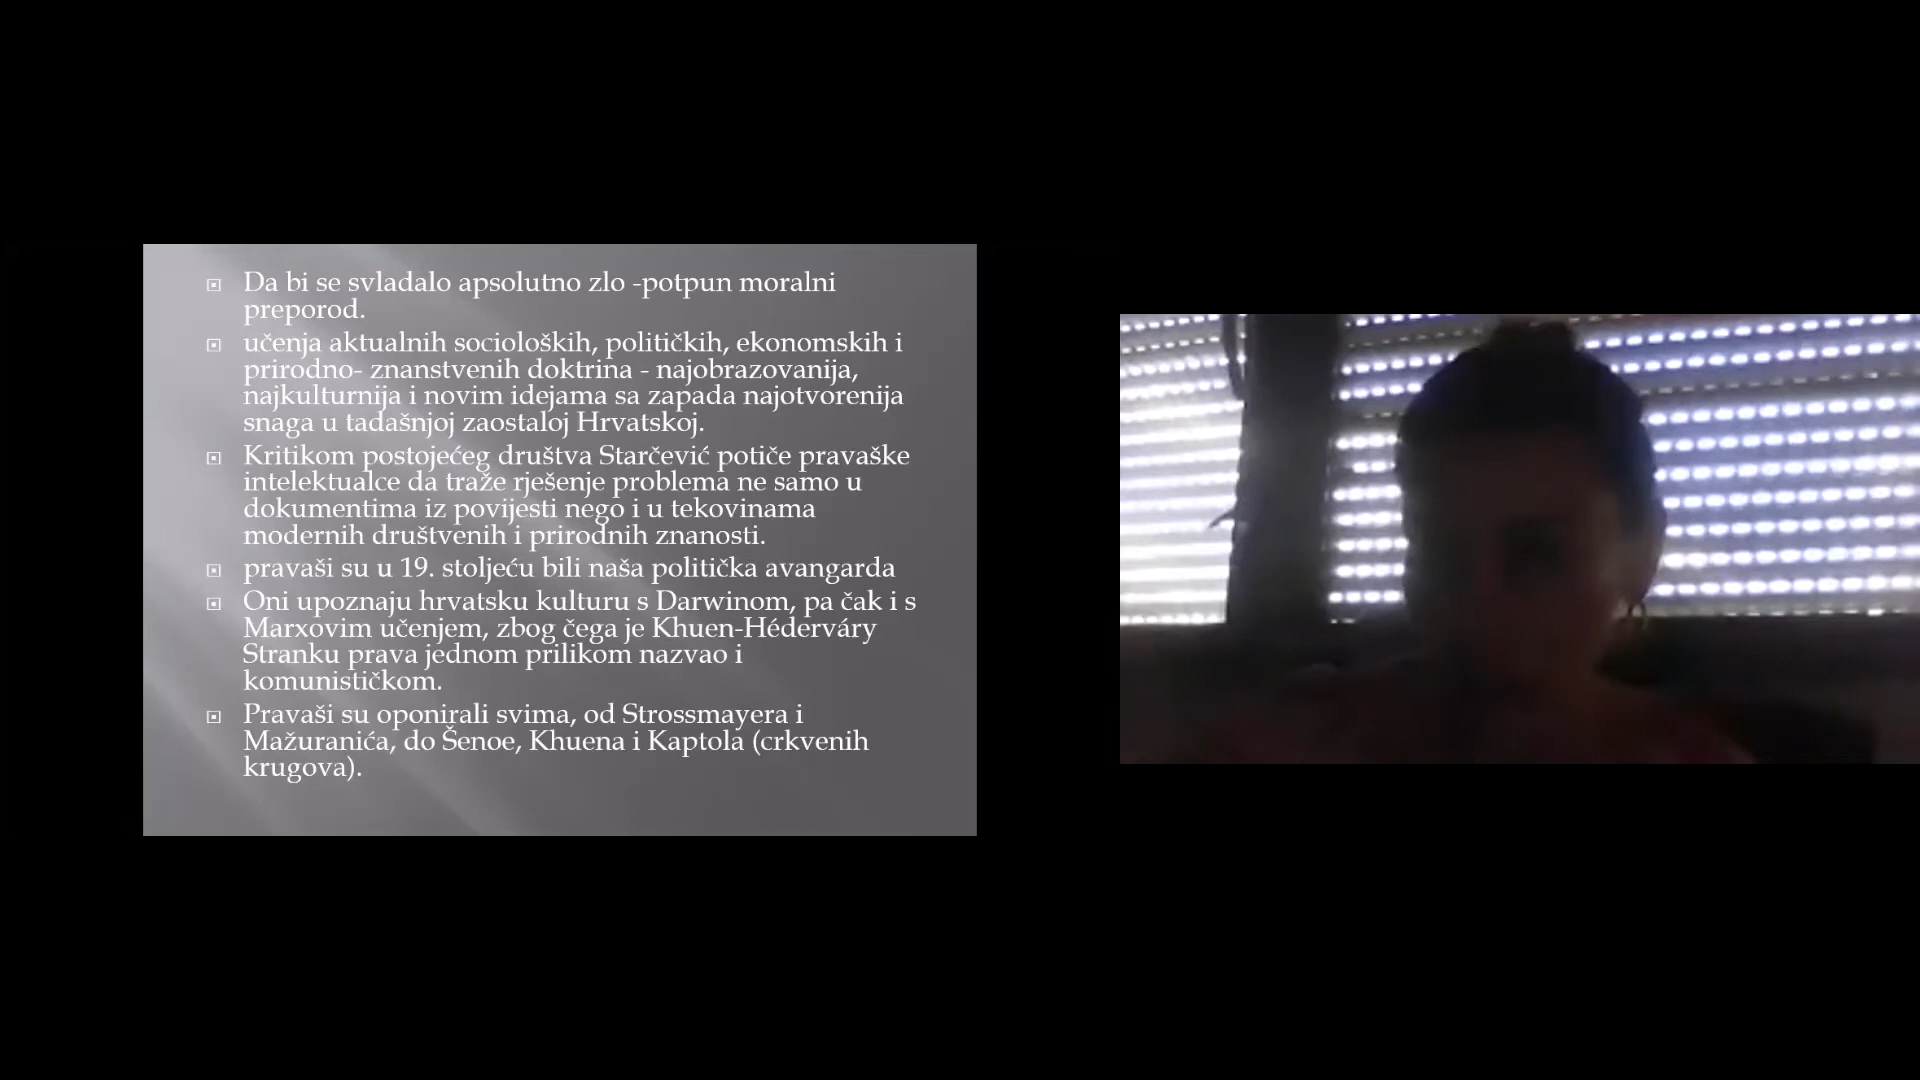 Da bi se svladalo apsolutno zlo -potpun moralni
preporod.
učenja aktualnih socioloških, političkih, ekonomskih i
prirodno- znanstvenih doktrina - najobrazovanija,
najkulturnija i novim idejama sa zapada najotvorenija
snaga u tadašnjoj zaostaloj Hrvatskoj.
Kritikom postojećeg društva Starčević potiče pravaške
intelektualce da traže rješenje problema ne samo u
dokumentima iz povijesti nego i u tekovinama
modernih društvenih i prirodnih znanosti.
pravaši su u 19. stoljeću bili naša politička avangarda
Oni upoznaju hrvatsku kulturu s Darwinom, pa čak i s
Marxovim učenjem, zbog čega je Khuen-Héderváry
Stranku prava jednom prilikom nazvao i
komunističkom.
Pravaši su oponirali svima, od Strossmayera i
Mažuranića, do Šenoe, Khuena i Kaptola (crkvenih
krugova).